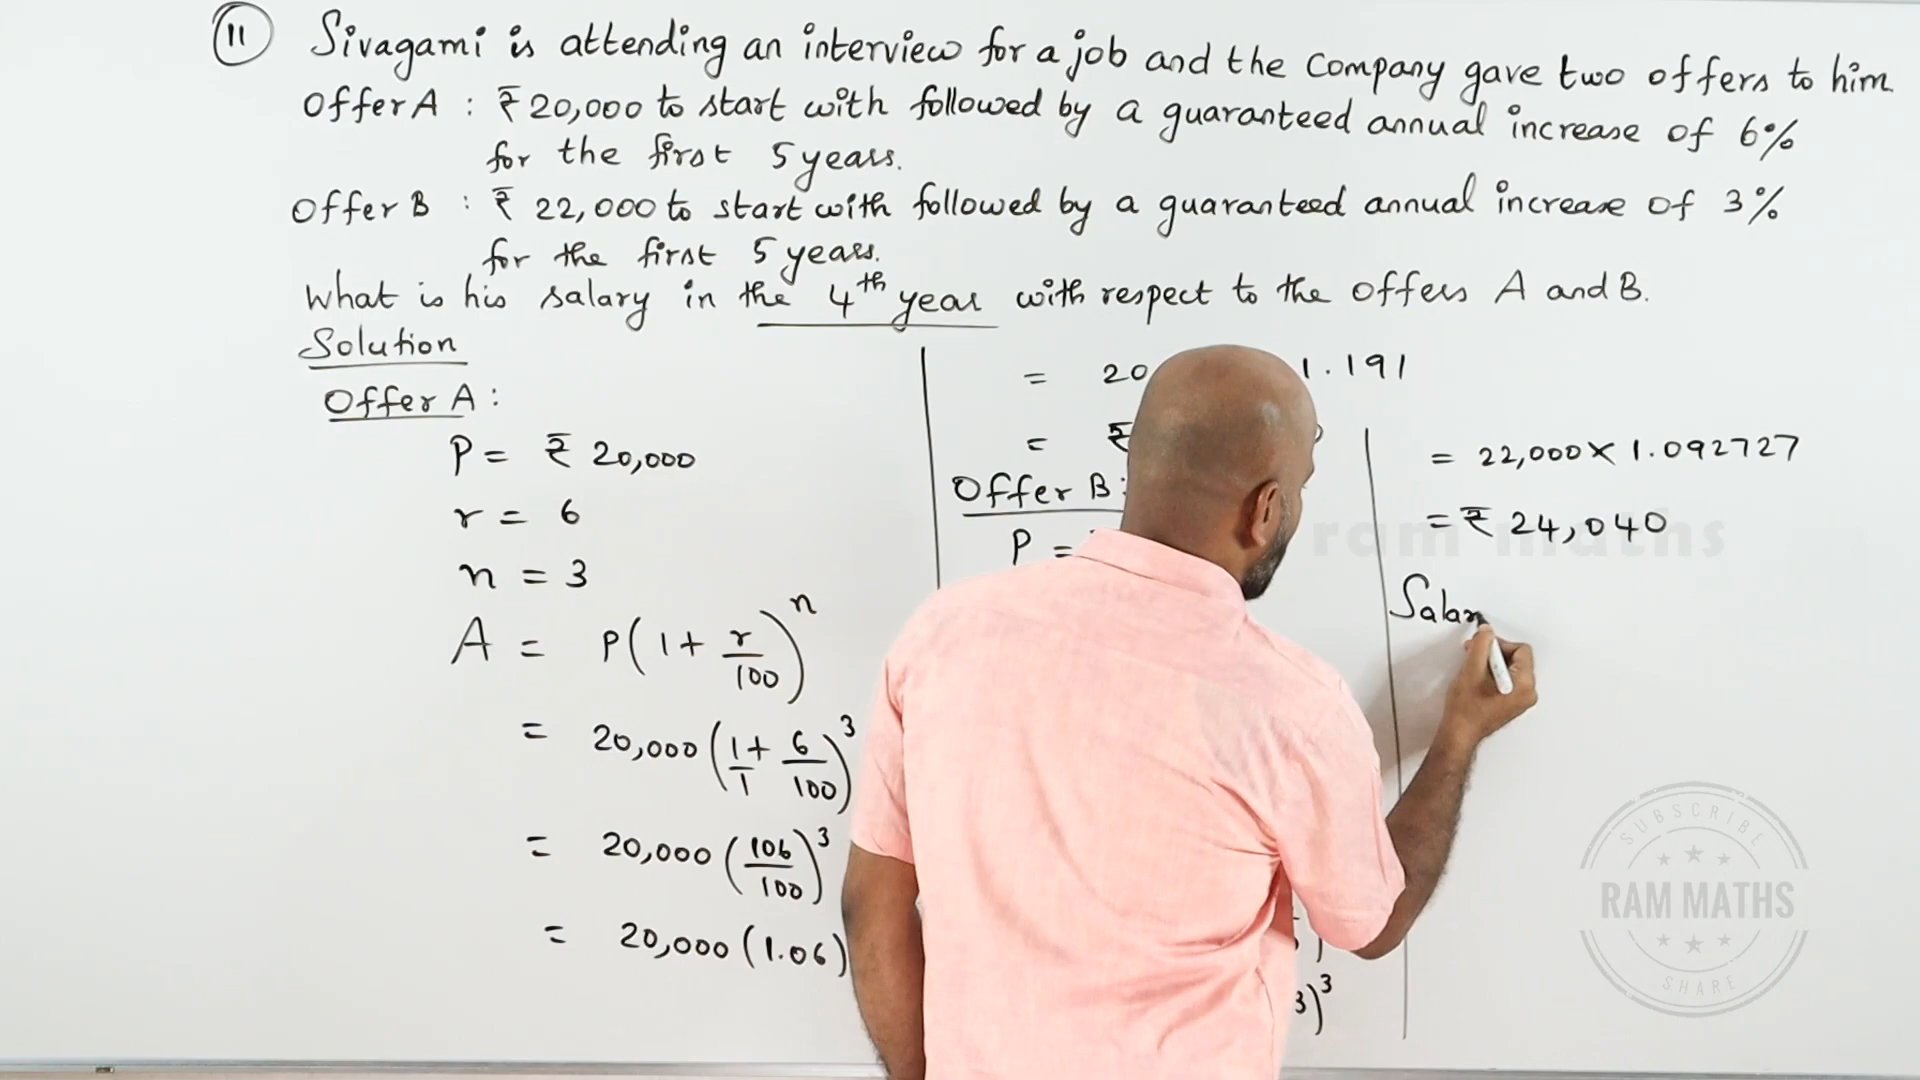 11 Sivagami is attending an interview for a job and the Company gave two offers to him
Offer A : ₹ 20,000 to start with followed by a guaranteed annual increase of 6%
for the first 5 years.
Offer B : ₹ 22,000 to start with followed by a guaranteed annual increase of 3%
for the first 5 years.
What is his salary in the 4th year with respect to the offers A and B.
Solution
Offer A :
P = ₹ 20,000
r = 6
n = 3
A = P(1 + r/100)^n
= 20,000 (1/1 + 6/100)^3
= 20,000 (106/100)^3
= 20,000 (1.06)
= 20 1.191
= ₹
Offer B :
P =
3)^3
= 22,000 × 1.092727
= ₹ 24,040
Salar
ram maths
SUBSCRIBE
RAM MATHS
SHARE